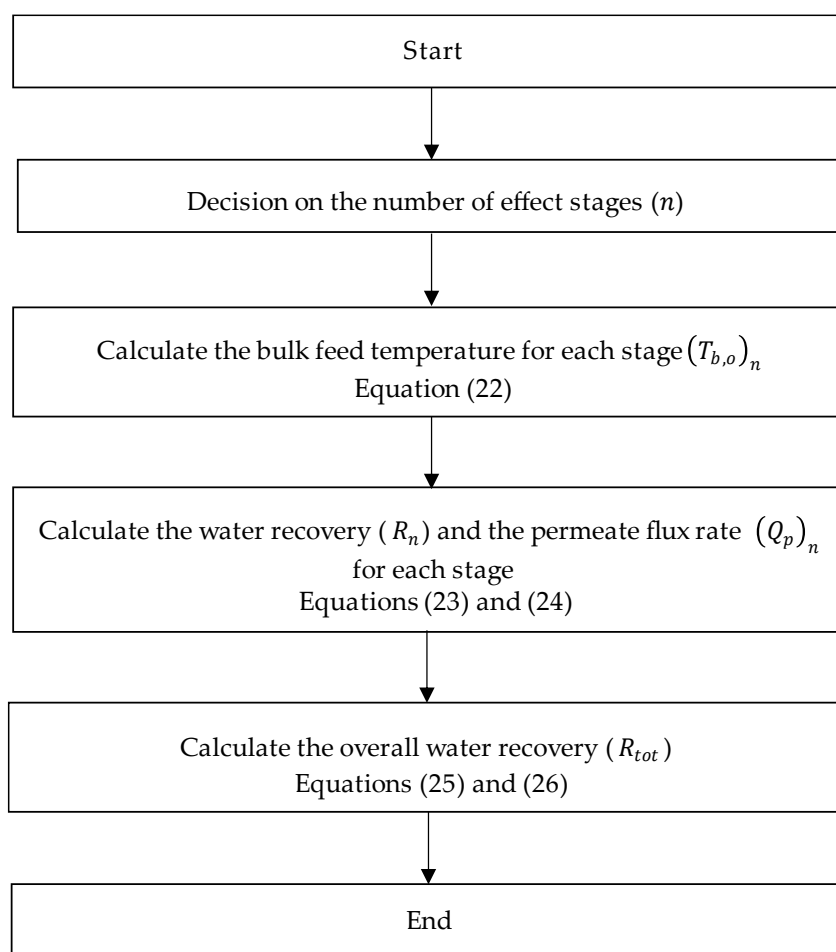 Start
Decision on the number of effect stages (n)
Calculate the bulk feed temperature for each stage (T_{b,o})_n
Equation (22)
Calculate the water recovery ( R_n) and the permeate flux rate (Q_p)_n
for each stage
Equations (23) and (24)
Calculate the overall water recovery ( R_{tot})
Equations (25) and (26)
End